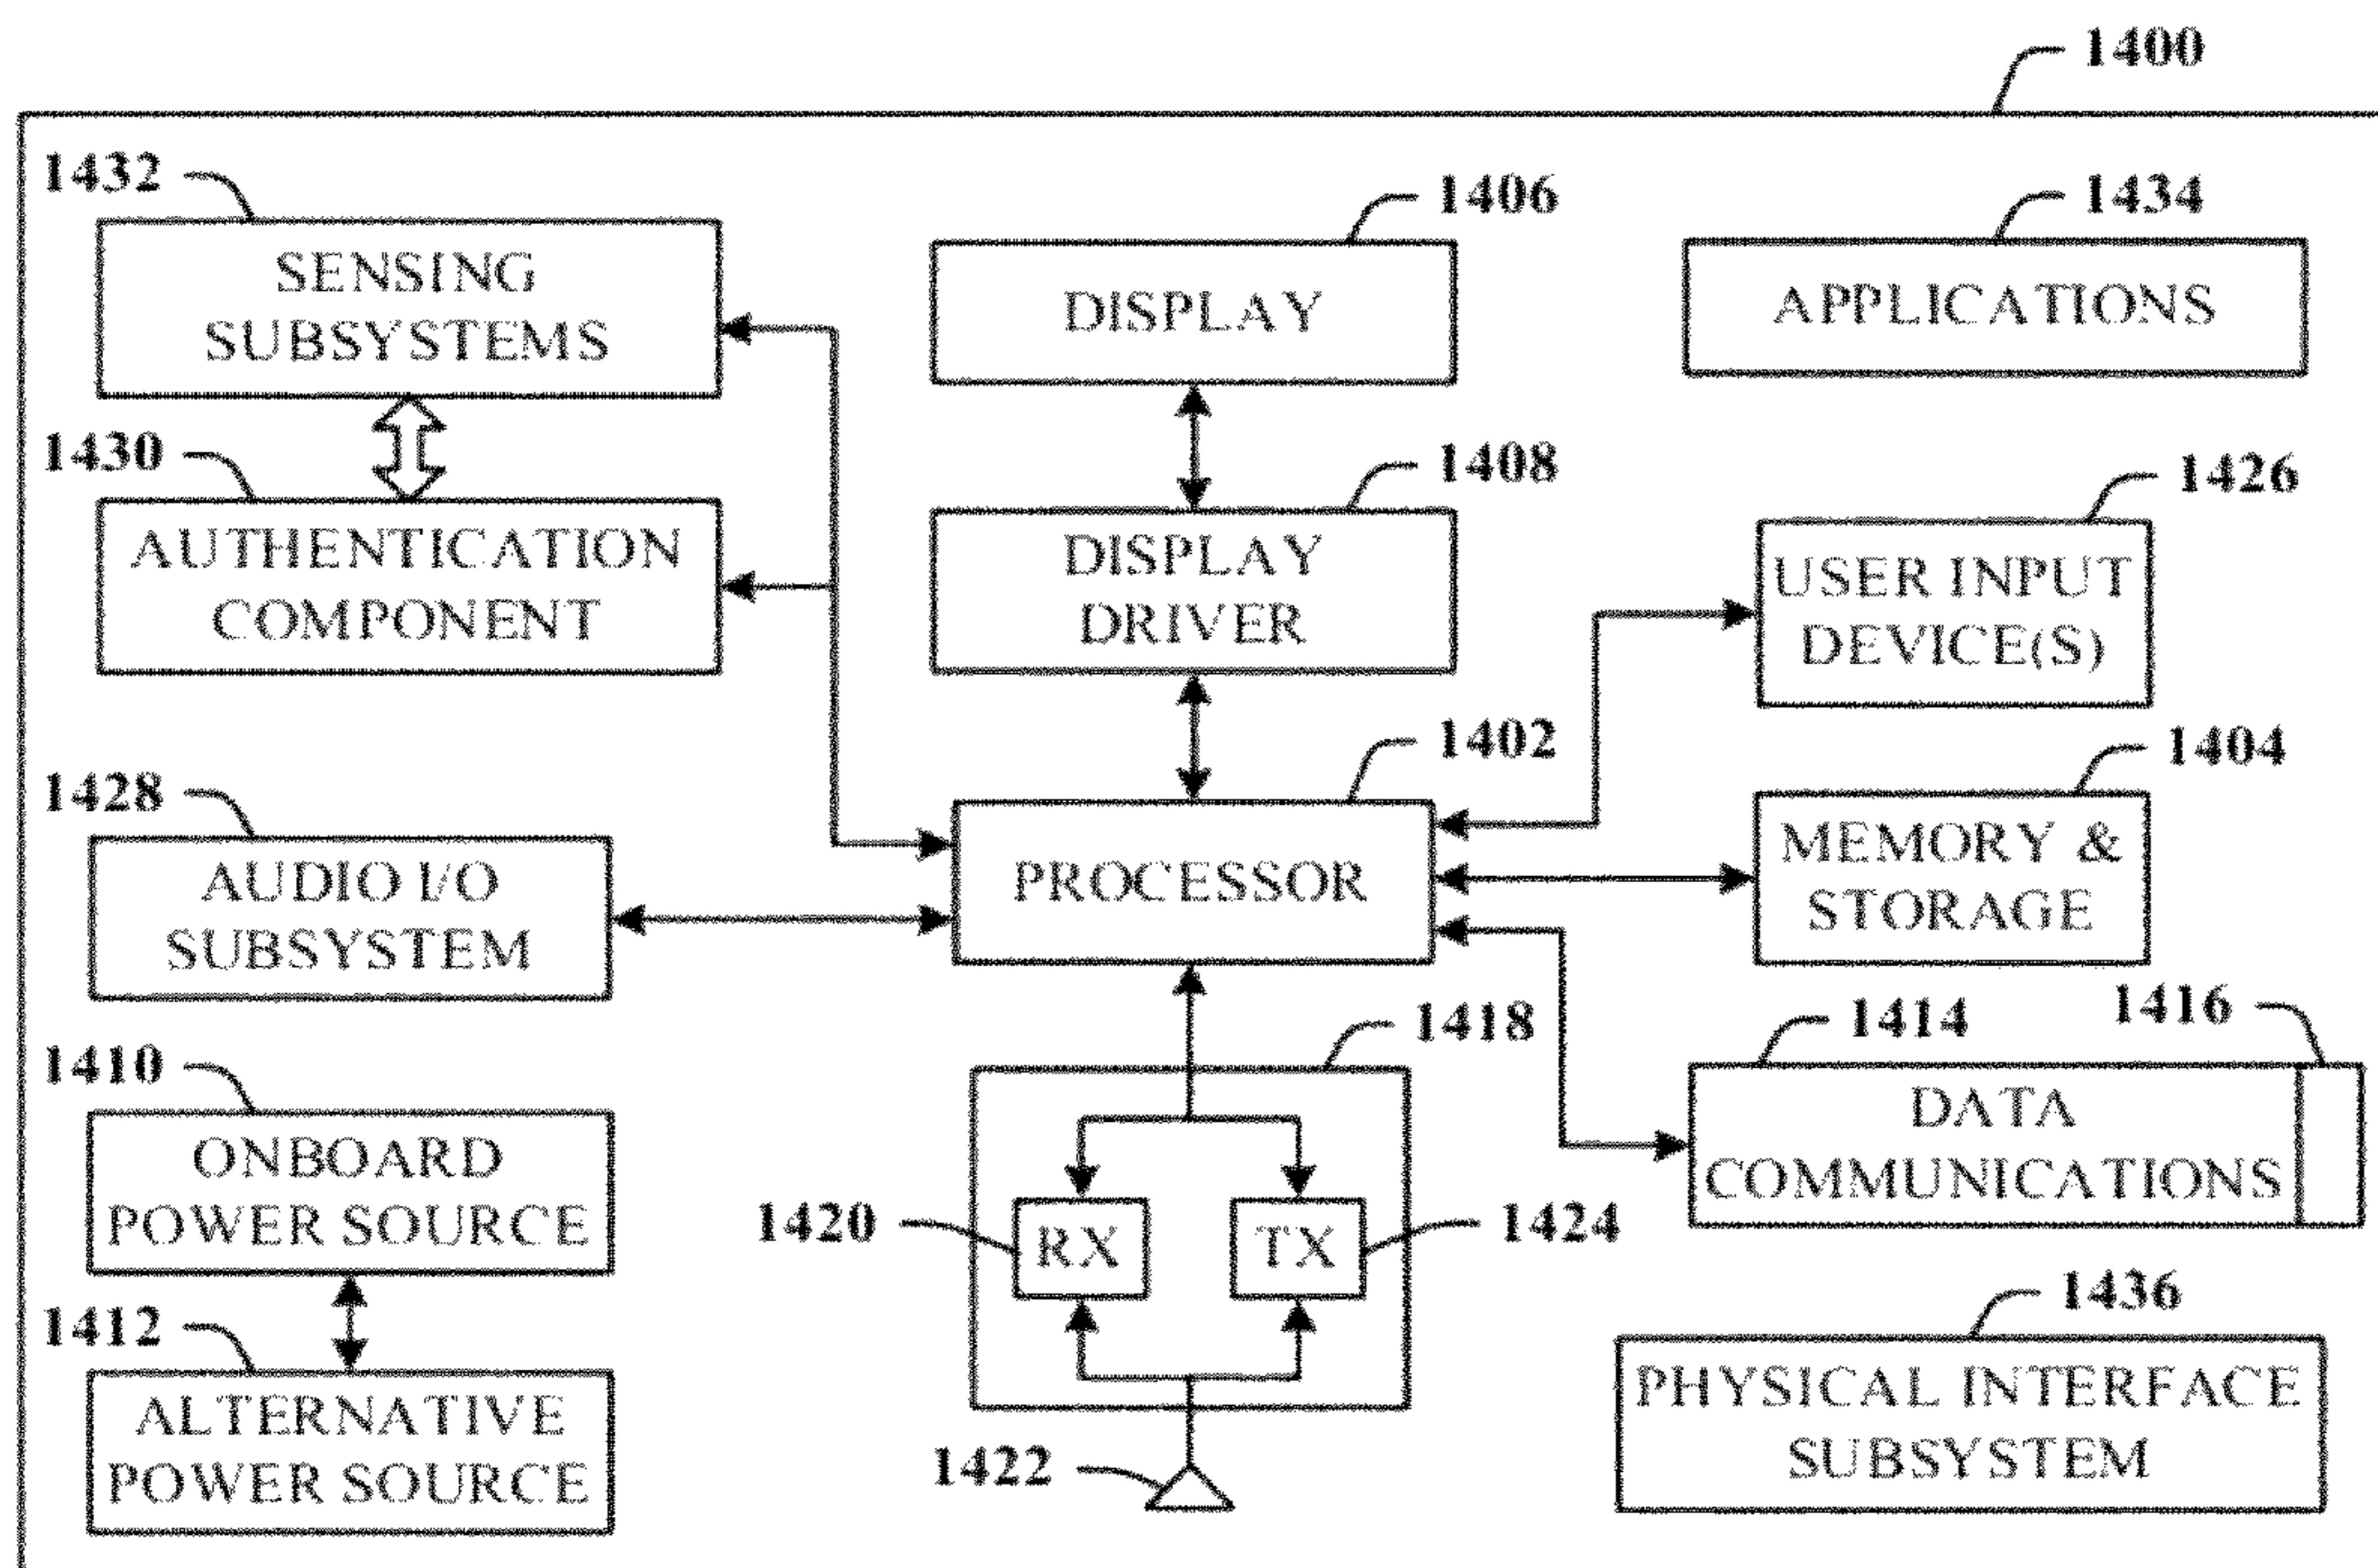 1400
1432
SENSING
SUBSYSTEMS
1406
DISPLAY
1434
APPLICATIONS
1430
AUTHENTICATION
COMPONENT
1408
DISPLAY
DRIVER
1426
USER INPUT
DEVICE(S)
1402
PROCESSOR
1404
MEMORY &
STORAGE
1428
AUDIO I/O
SUBSYSTEM
1418
1414
1416
DATA
COMMUNICATIONS
1410
ONBOARD
POWER SOURCE
1420
RX
TX
1424
1412
ALTERNATIVE
POWER SOURCE
1422
1436
PHYSICAL INTERFACE
SUBSYSTEM